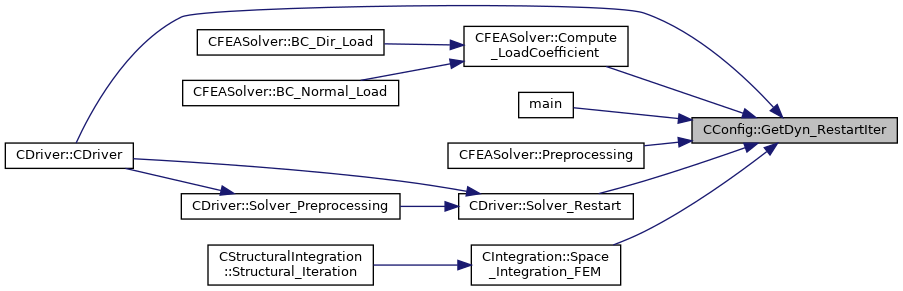 CFEASolver::BC_Dir_Load
CFEASolver::Compute
_LoadCoefficient
CFEASolver::BC_Normal_Load
main
CConfig::GetDyn_RestartIter
CDriver::CDriver
CFEASolver::Preprocessing
CDriver::Solver_Preprocessing
CDriver::Solver_Restart
CStructuralIntegration
::Structural_Iteration
CIntegration::Space
_Integration_FEM